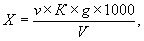 X = v × K × g × 1000 / V ,